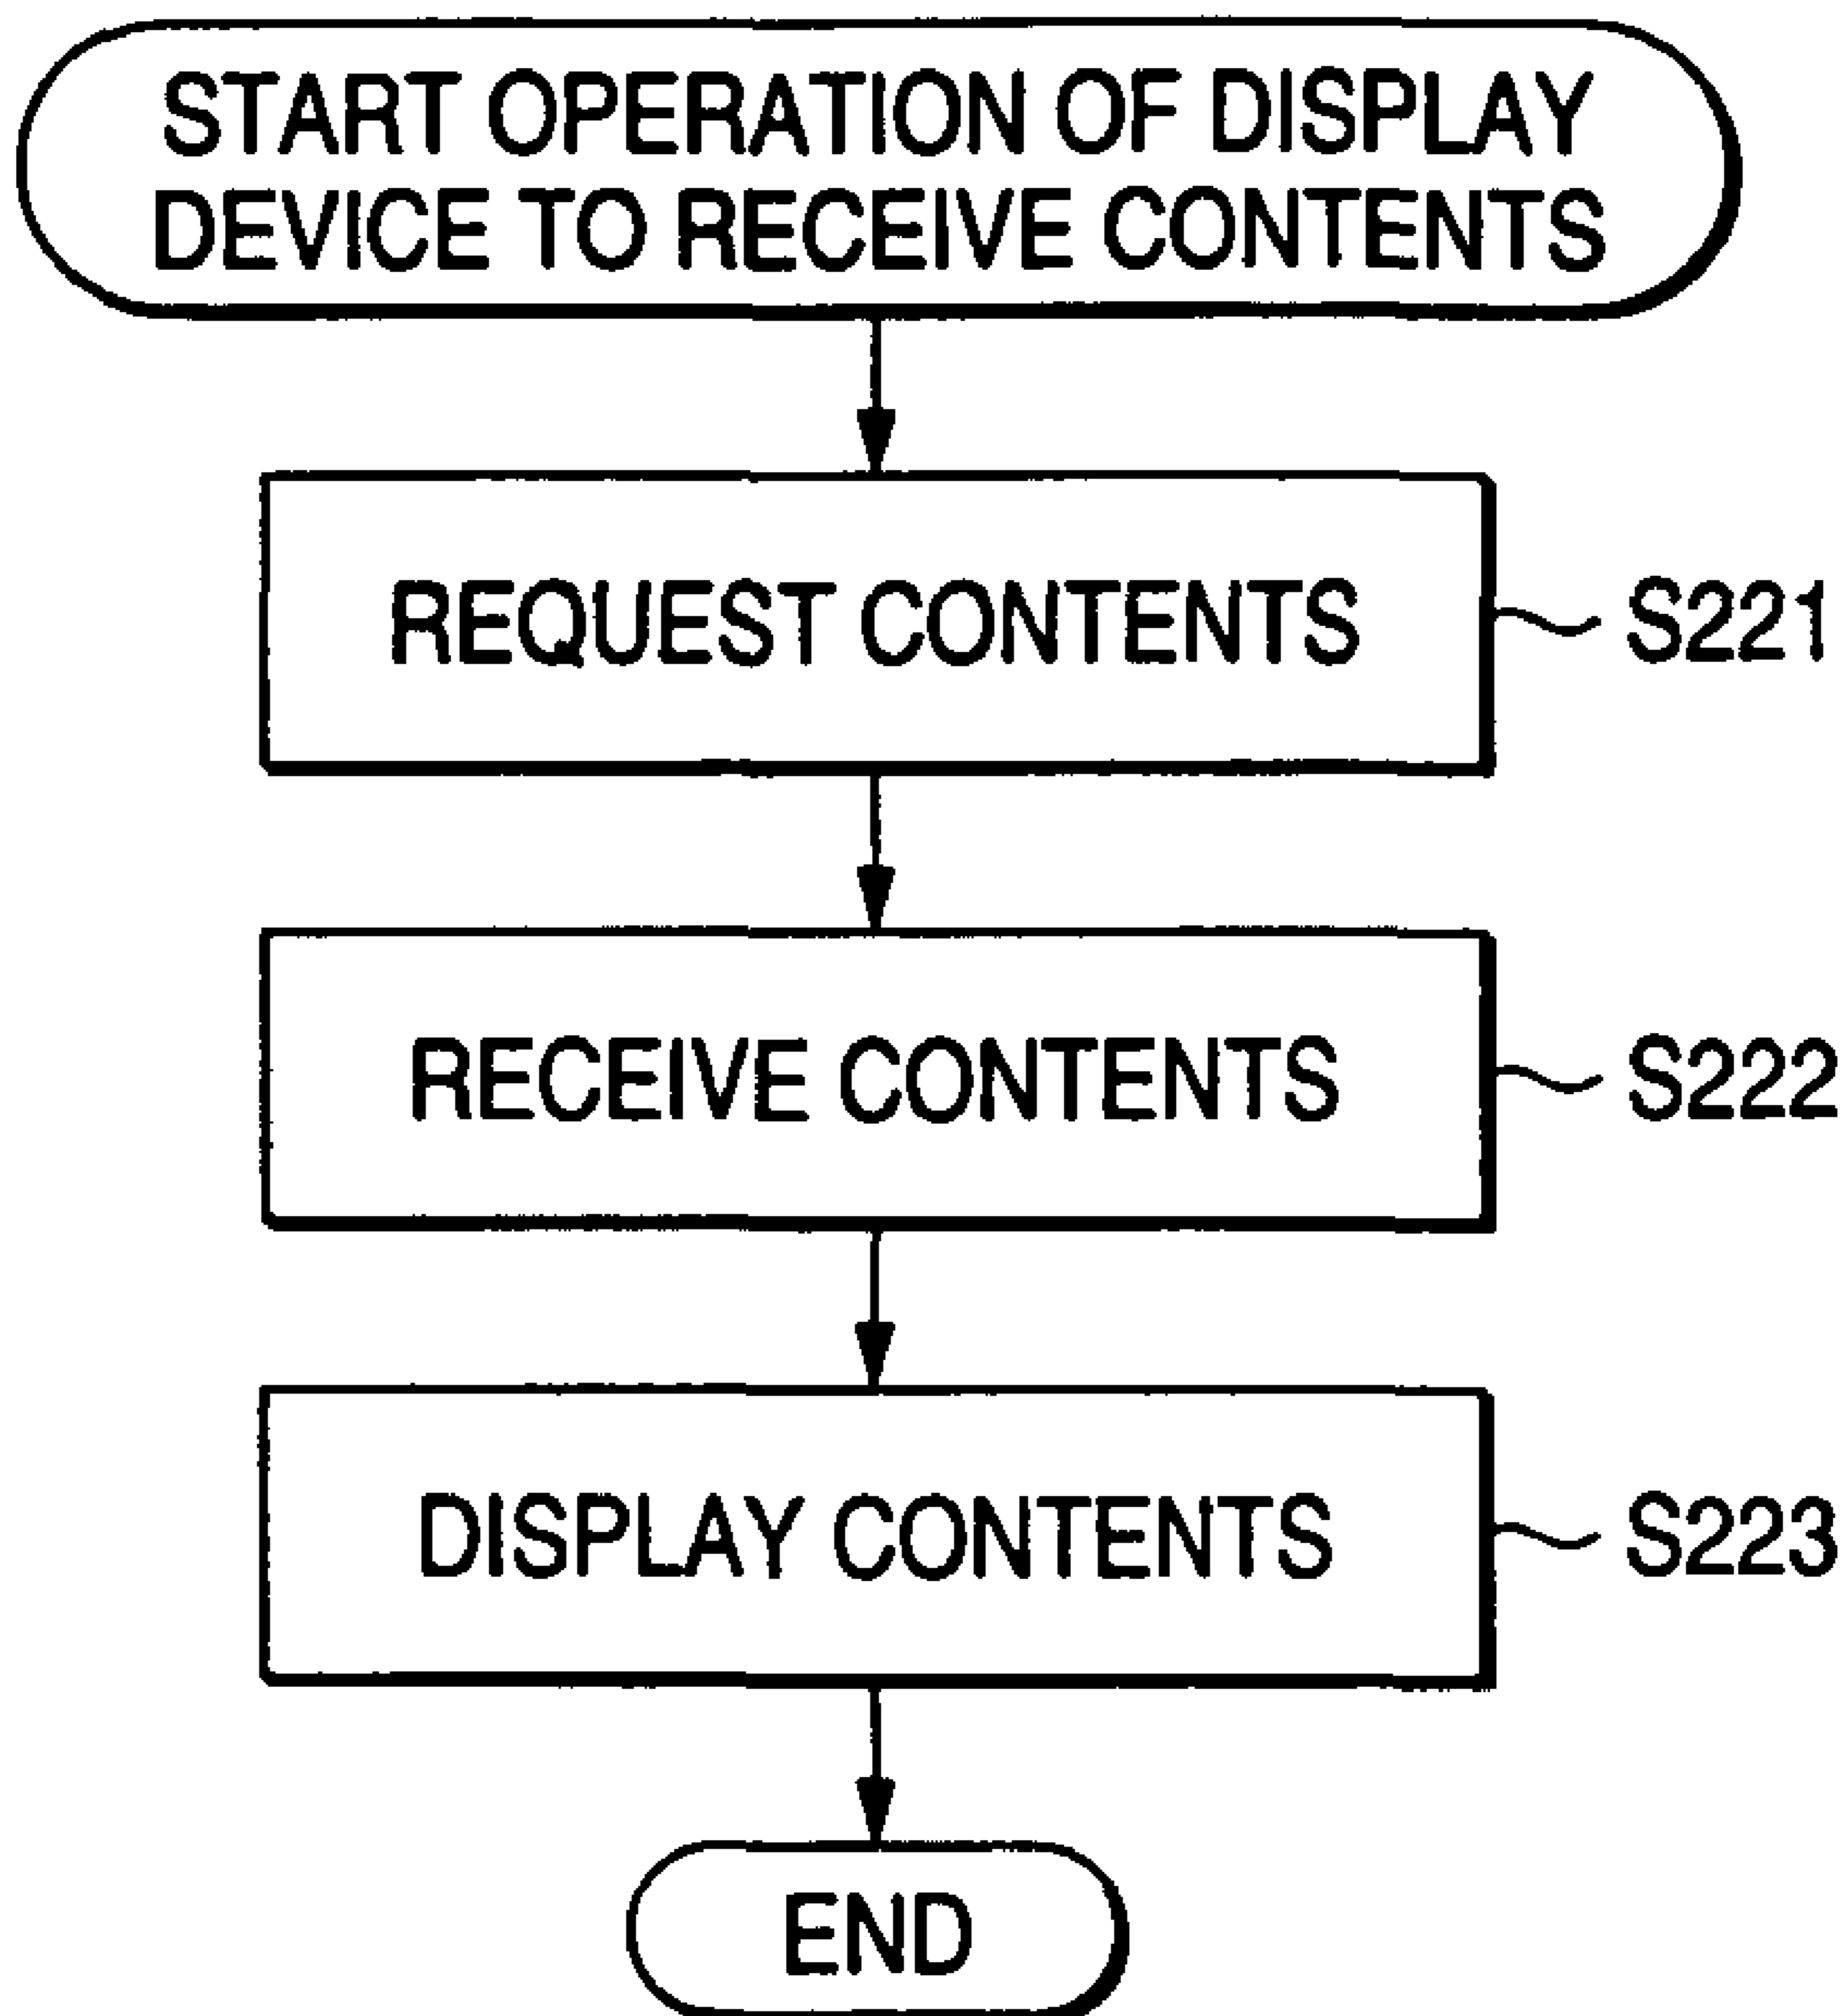 START OPERATION OF DISPLAY
DEVICE TO RECEIVE CONTENTS
REQUEST CONTENTS
S221
RECEIVE CONTENTS
S222
DISPLAY CONTENTS
S223
END